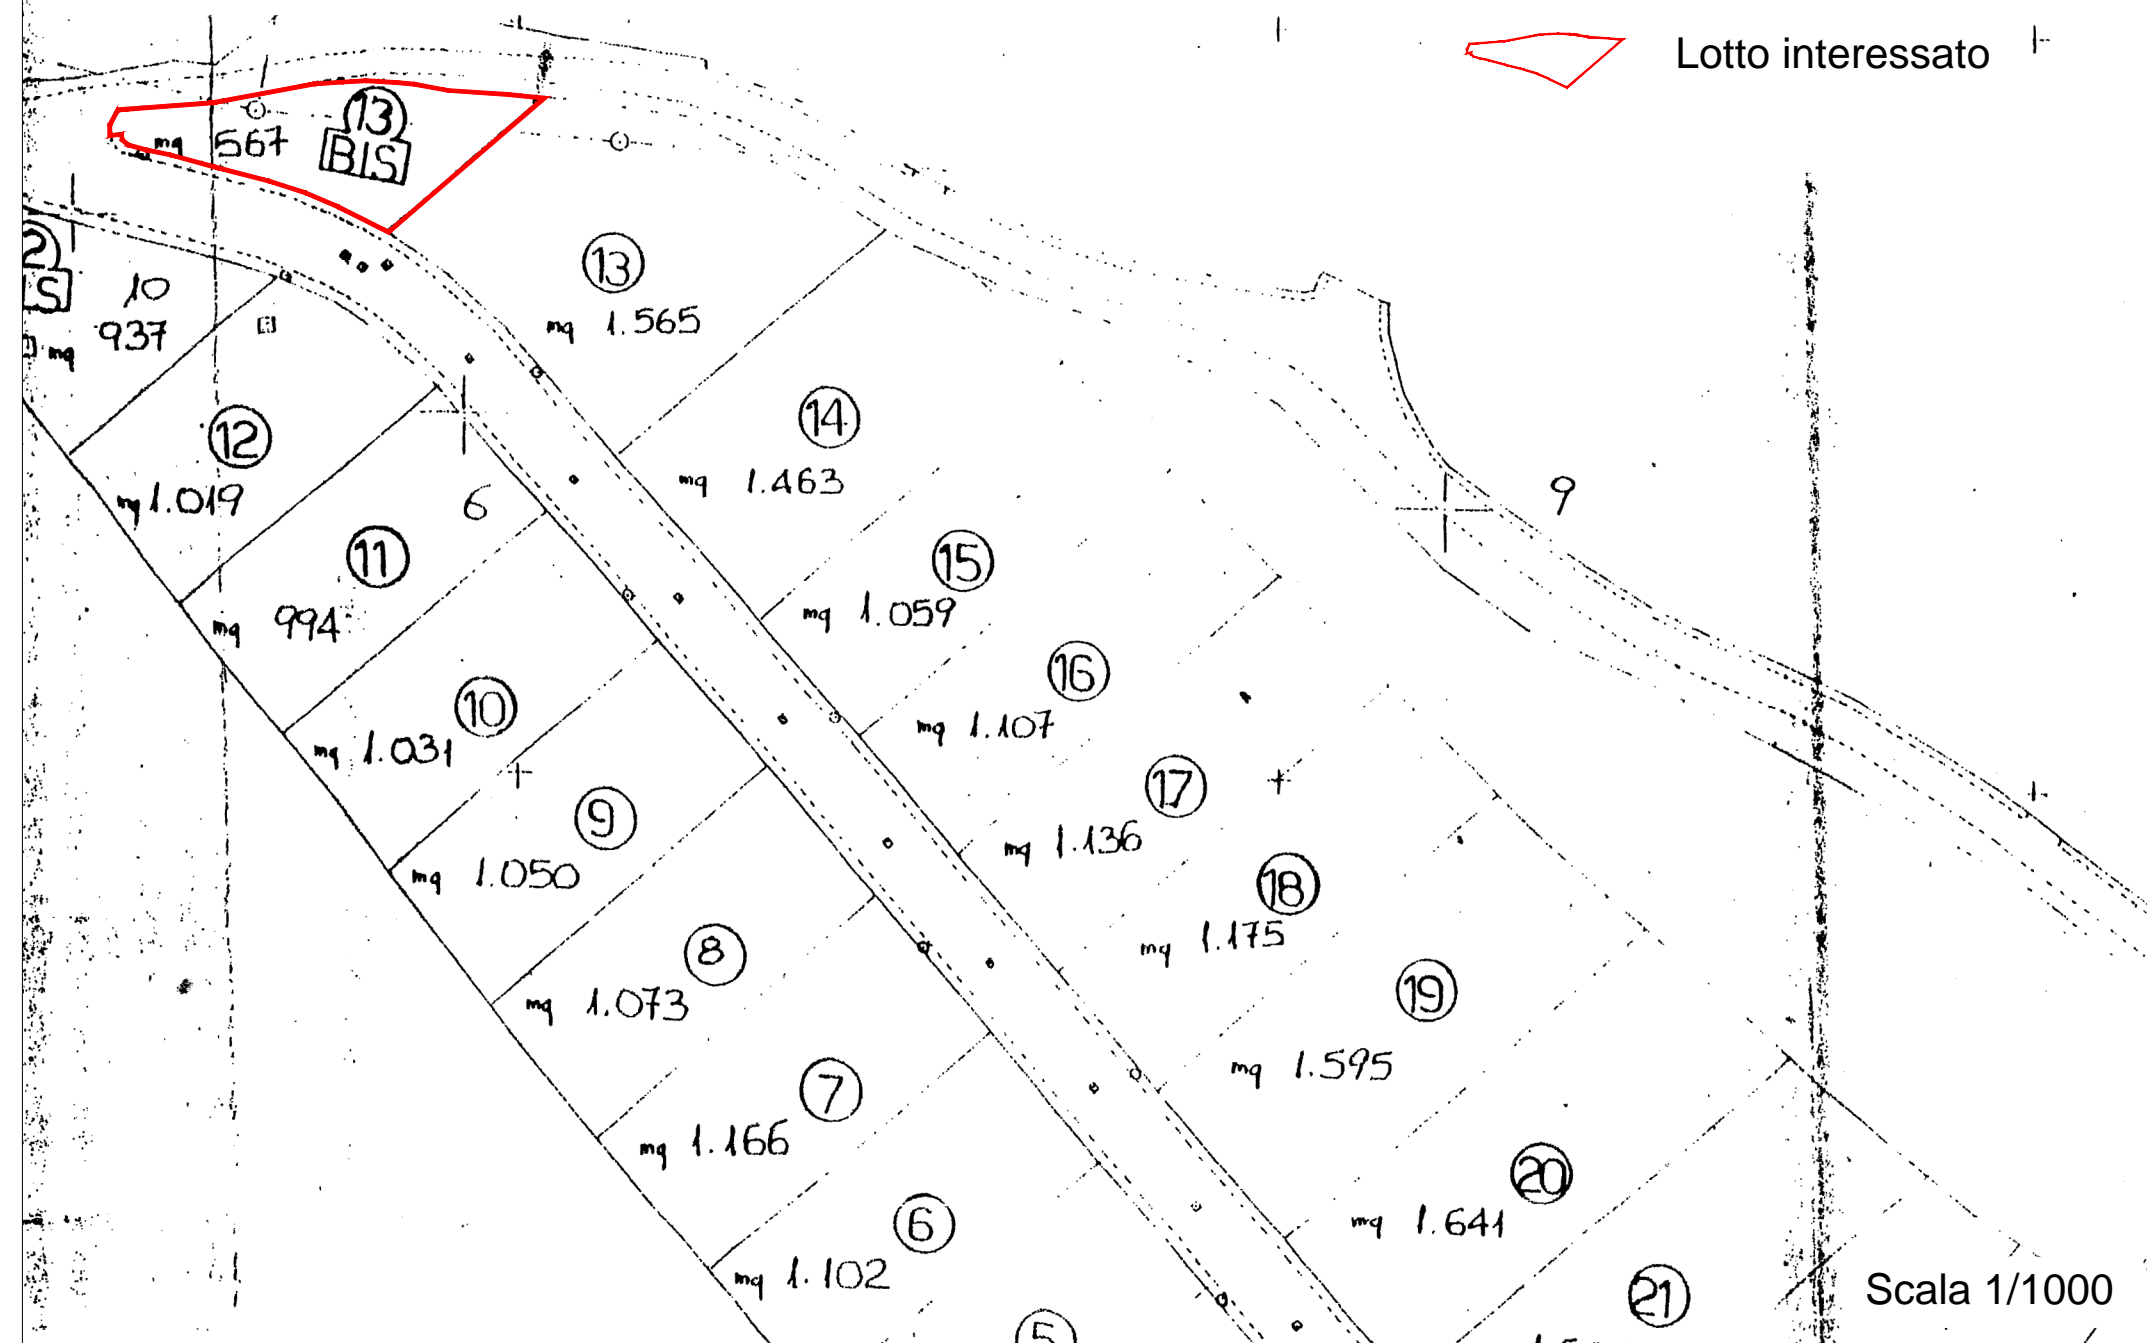 Lotto interessato
13
BIS
mq 567
13
mq 1.565
10
mq 937
14
mq 1.463
12
mq 1.019
6
9
11
mq 994
15
mq 1.059
16
mq 1.107
10
mq 1.031
17
mq 1.136
9
mq 1.050
18
mq 1.175
8
mq 1.073
19
mq 1.595
7
mq 1.166
20
mq 1.641
6
mq 1.102
21
5
Scala 1/1000